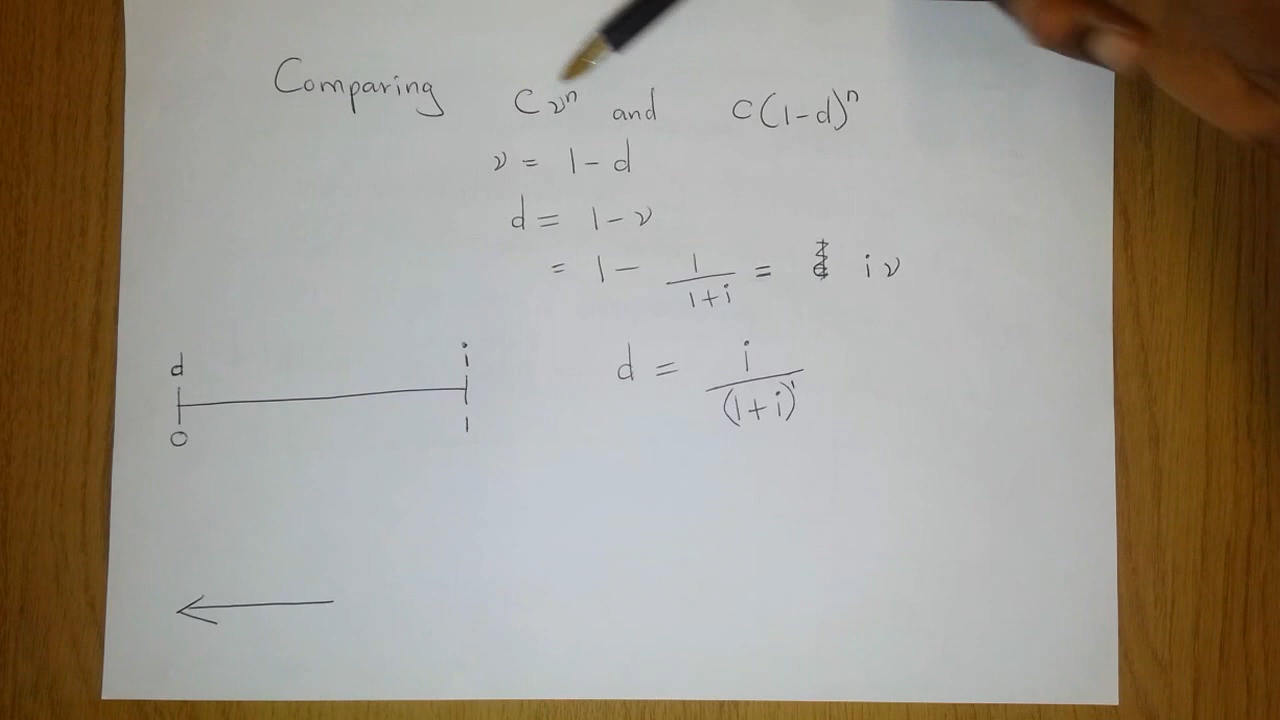 Comparing Cνⁿ and C(1-d)ⁿ
ν = 1 - d
d = 1 - ν
= 1 - 1/(1+i) = iν
d = i/(1+i)¹
d i
0 1